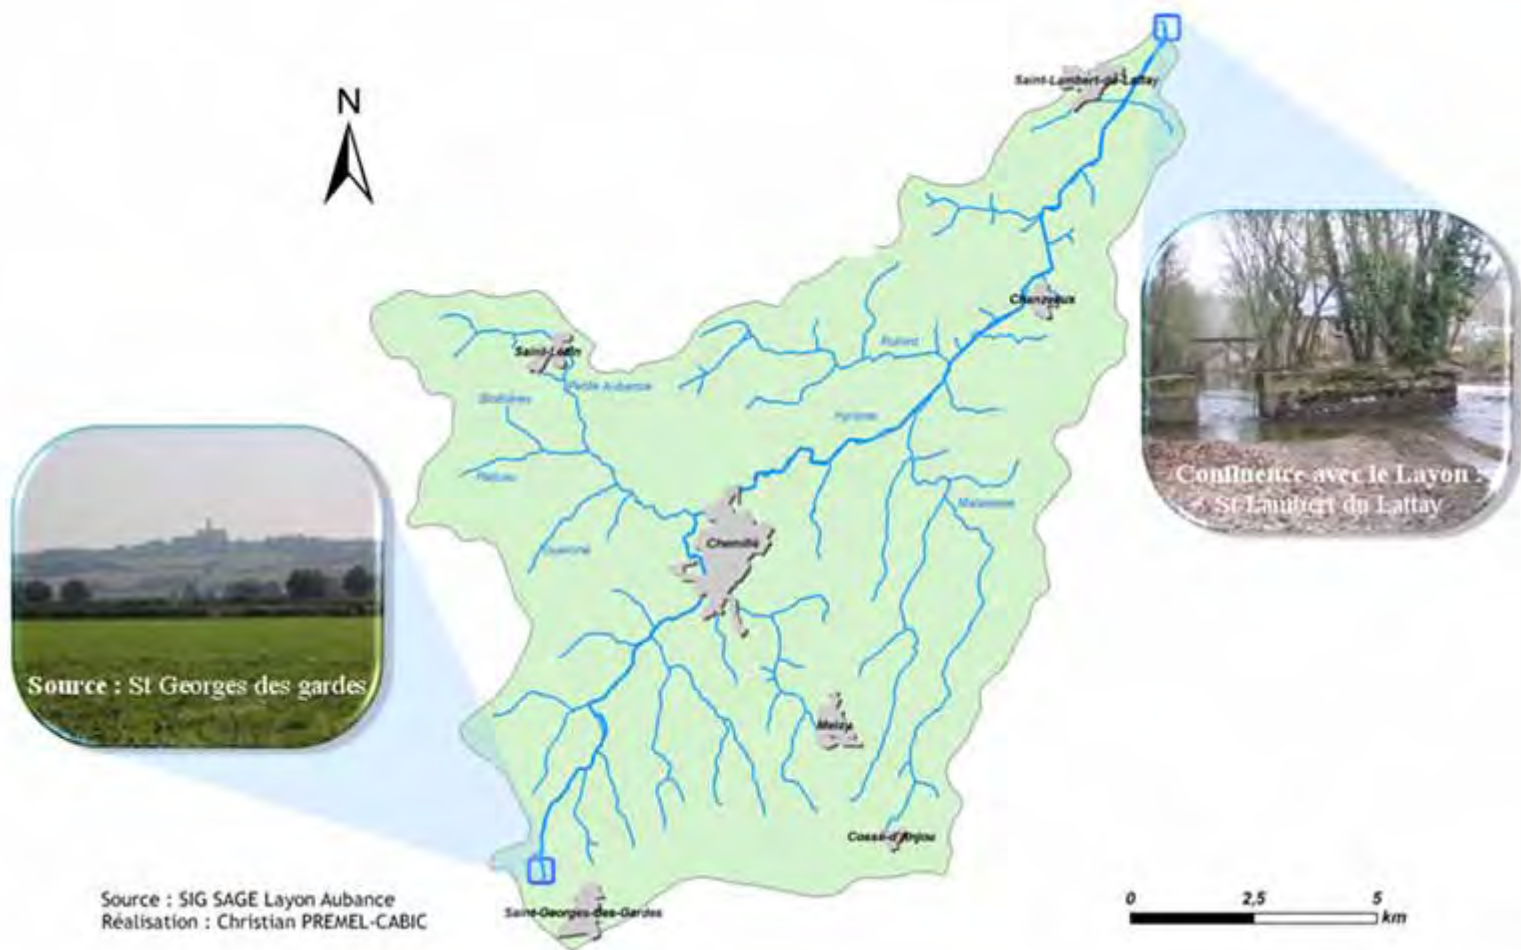 N
Saint-Lambert-du-Lattay
Chanzeaux
Saint-Lézin
Petite Aubance
Rulard
Hyrôme
Chemillé
Confluence avec le Layon :
St Lambert du Lattay
Source : St Georges des gardes
Melay
Cossé-d'Anjou
Saint-Georges-Des-Gardes
Source : SIG SAGE Layon Aubance
Réalisation : Christian PREMEL-CABIC
0
2,5
5
km